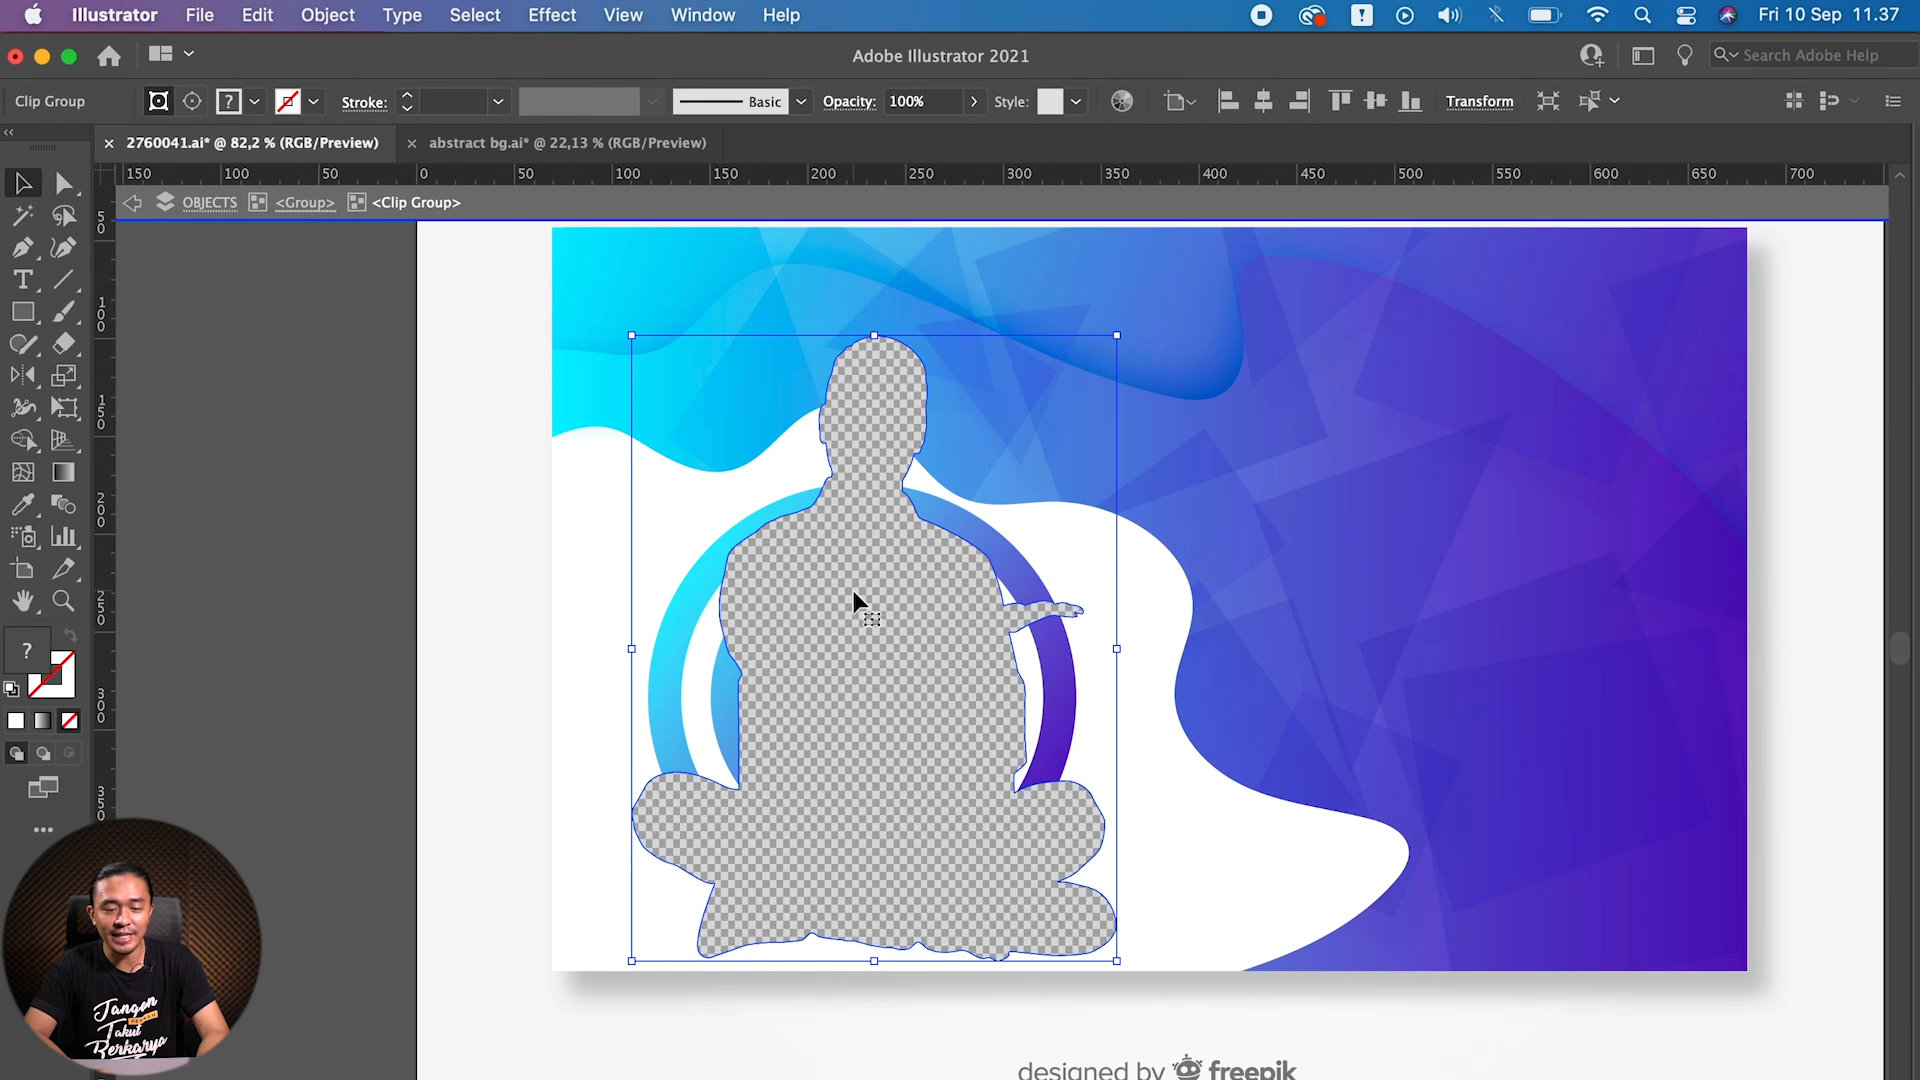 Illustrator File Edit Object Type Select Effect View Window Help Fri 10 Sep 11.37
Adobe Illustrator 2021
Search Adobe Help
Clip Group ? Stroke: Basic Opacity: 100% Style: Transform
2760041.ai* @ 82,2 % (RGB/Preview)
abstract bg.ai* @ 22,13 % (RGB/Preview)
150 100 50 0 50 100 150 200 250 300 350 400 450 500 550 600 650 700
OBJECTS <Group> <Clip Group>
50
100
150
200
250
300
350
?
Jangan
Takut
Berkarya
designed by freepik